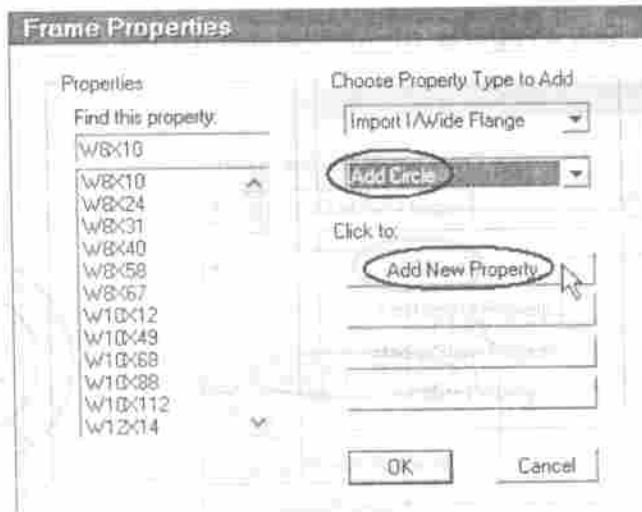 Frame Properties
Properties
Find this property:
W8X10
W8X10
W8X24
W8X31
W8X40
W8X58
W8X67
W10X12
W10X49
W10X68
W10X88
W10X112
W12X14
Choose Property Type to Add
Import I/Wide Flange
Add Circle
Click to:
Add New Property
OK
Cancel